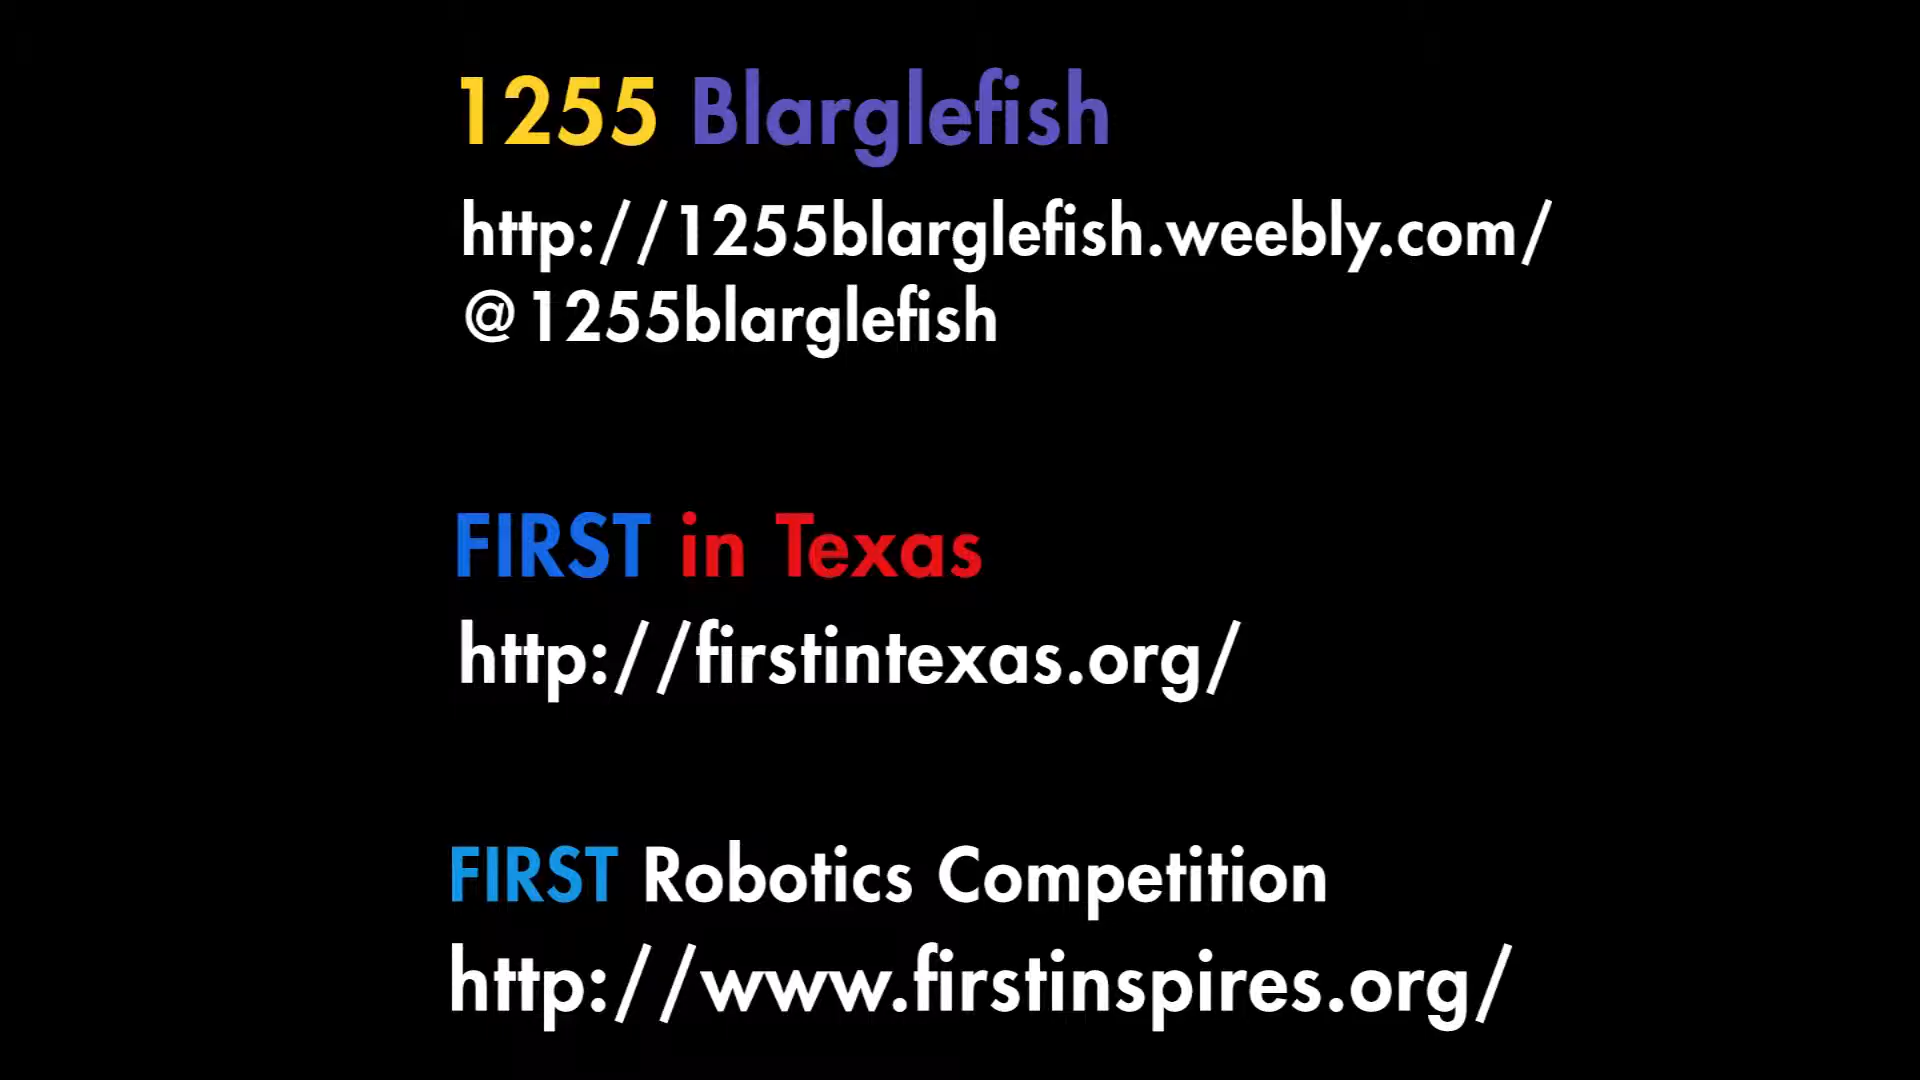 1255 Blarglefish
http://1255blarglefish.weebly.com/
@1255blarglefish
FIRST in Texas
http://firstintexas.org/
FIRST Robotics Competition
http://www.firstinspires.org/